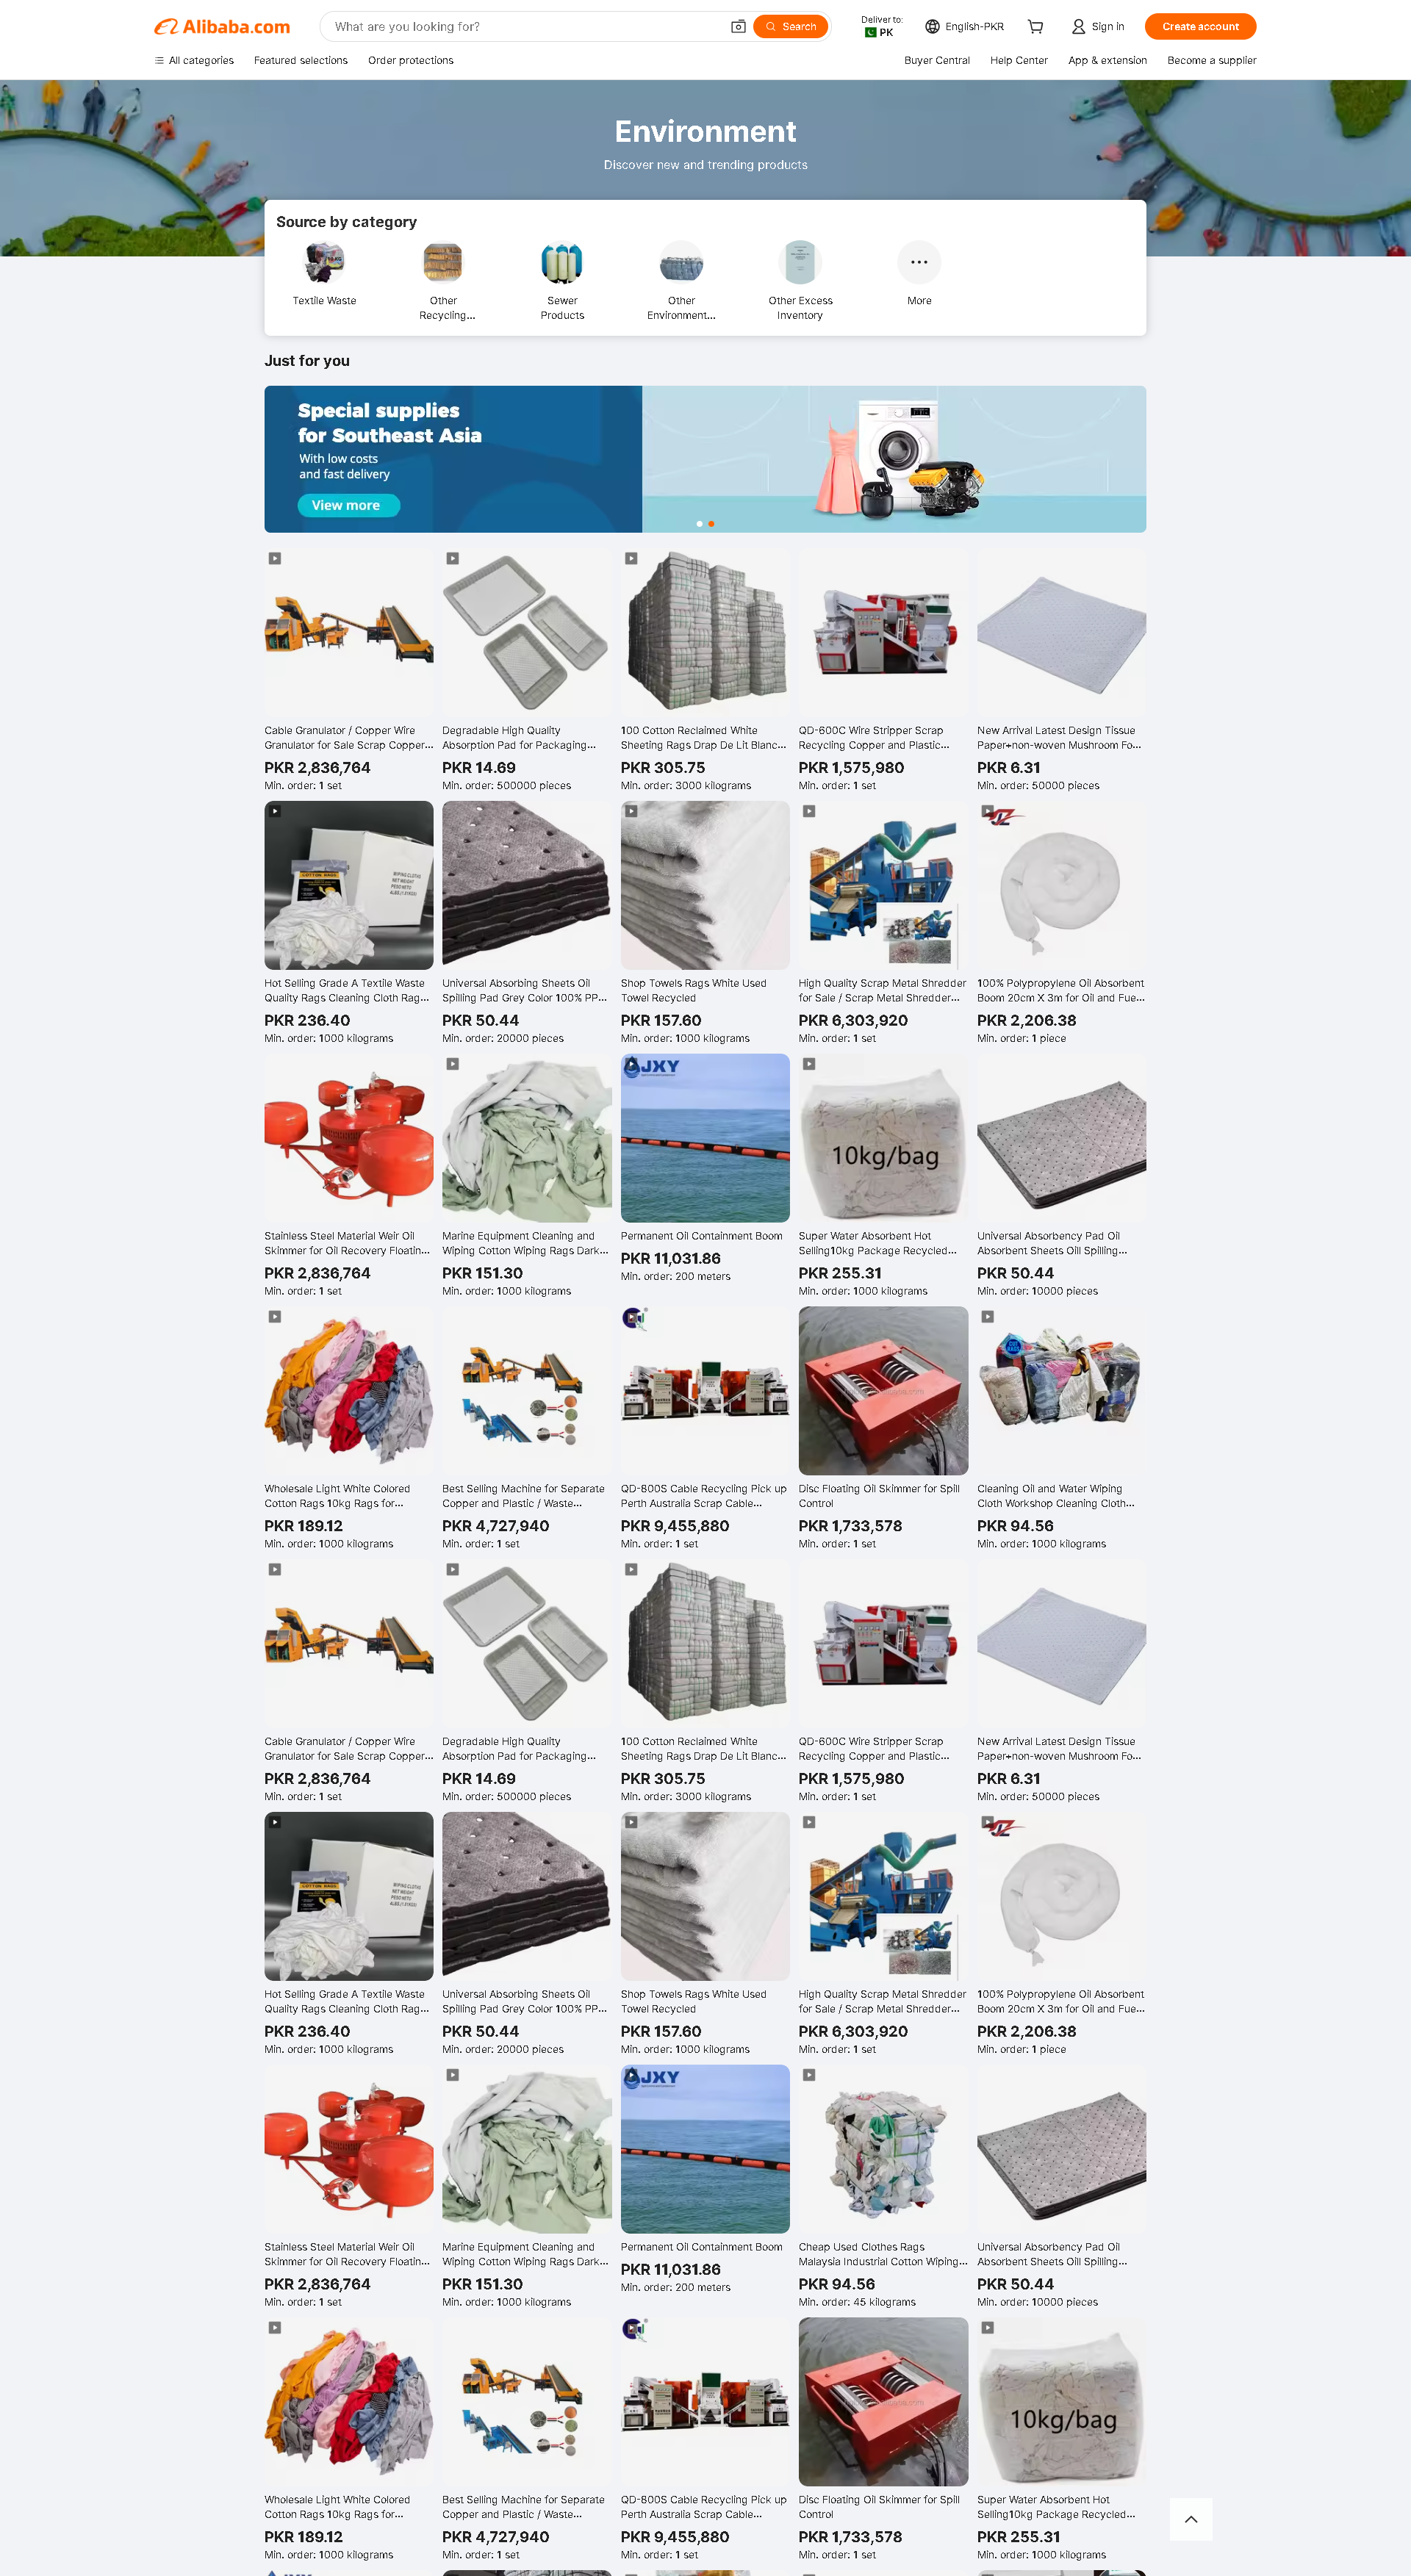 Alibaba.com
What are you looking for?
Search
Deliver to:
PK
English-PKR
Sign in
Create account
All categories
Featured selections
Order protections
Buyer Central
Help Center
App & extension
Become a supplier
Environment
Discover new and trending products
Source by category
Textile Waste
Other
Recycling...
Sewer
Products
Other
Environment...
Other Excess
Inventory
More
Just for you
Special supplies
for Southeast Asia
With low costs
and fast delivery
View more
Cable Granulator / Copper Wire
Granulator for Sale Scrap Copper...
PKR 2,836,764
Min. order: 1 set
Degradable High Quality
Absorption Pad for Packaging...
PKR 14.69
Min. order: 500000 pieces
100 Cotton Reclaimed White
Sheeting Rags Drap De Lit Blanc...
PKR 305.75
Min. order: 3000 kilograms
QD-600C Wire Stripper Scrap
Recycling Copper and Plastic...
PKR 1,575,980
Min. order: 1 set
New Arrival Latest Design Tissue
Paper+non-woven Mushroom Fo...
PKR 6.31
Min. order: 50000 pieces
COTTON RAGS
WIPING CLOTHS
NET WEIGHT
PESO NETO
Hot Selling Grade A Textile Waste
Quality Rags Cleaning Cloth Rag...
PKR 236.40
Min. order: 1000 kilograms
Universal Absorbing Sheets Oil
Spilling Pad Grey Color 100% PP...
PKR 50.44
Min. order: 20000 pieces
Shop Towels Rags White Used
Towel Recycled
PKR 157.60
Min. order: 1000 kilograms
High Quality Scrap Metal Shredder
for Sale / Scrap Metal Shredder...
PKR 6,303,920
Min. order: 1 set
100% Polypropylene Oil Absorbent
Boom 20cm X 3m for Oil and Fue...
PKR 2,206.38
Min. order: 1 piece
Stainless Steel Material Weir Oil
Skimmer for Oil Recovery Floatin...
PKR 2,836,764
Min. order: 1 set
Marine Equipment Cleaning and
Wiping Cotton Wiping Rags Dark...
PKR 151.30
Min. order: 1000 kilograms
JXY
Permanent Oil Containment Boom
PKR 11,031.86
Min. order: 200 meters
10kg/bag
Super Water Absorbent Hot
Selling10kg Package Recycled...
PKR 255.31
Min. order: 1000 kilograms
Universal Absorbency Pad Oil
Absorbent Sheets Oill Spilling...
PKR 50.44
Min. order: 10000 pieces
Wholesale Light White Colored
Cotton Rags 10kg Rags for...
PKR 189.12
Min. order: 1000 kilograms
Best Selling Machine for Separate
Copper and Plastic / Waste...
PKR 4,727,940
Min. order: 1 set
QD-800S Cable Recycling Pick up
Perth Australia Scrap Cable...
PKR 9,455,880
Min. order: 1 set
Disc Floating Oil Skimmer for Spill
Control
PKR 1,733,578
Min. order: 1 set
Cleaning Oil and Water Wiping
Cloth Workshop Cleaning Cloth...
PKR 94.56
Min. order: 1000 kilograms
Cable Granulator / Copper Wire
Granulator for Sale Scrap Copper...
PKR 2,836,764
Min. order: 1 set
Degradable High Quality
Absorption Pad for Packaging...
PKR 14.69
Min. order: 500000 pieces
100 Cotton Reclaimed White
Sheeting Rags Drap De Lit Blanc...
PKR 305.75
Min. order: 3000 kilograms
QD-600C Wire Stripper Scrap
Recycling Copper and Plastic...
PKR 1,575,980
Min. order: 1 set
New Arrival Latest Design Tissue
Paper+non-woven Mushroom Fo...
PKR 6.31
Min. order: 50000 pieces
COTTON RAGS
WIPING CLOTHS
NET WEIGHT
PESO NETO
Hot Selling Grade A Textile Waste
Quality Rags Cleaning Cloth Rag...
PKR 236.40
Min. order: 1000 kilograms
Universal Absorbing Sheets Oil
Spilling Pad Grey Color 100% PP...
PKR 50.44
Min. order: 20000 pieces
Shop Towels Rags White Used
Towel Recycled
PKR 157.60
Min. order: 1000 kilograms
High Quality Scrap Metal Shredder
for Sale / Scrap Metal Shredder...
PKR 6,303,920
Min. order: 1 set
100% Polypropylene Oil Absorbent
Boom 20cm X 3m for Oil and Fue...
PKR 2,206.38
Min. order: 1 piece
Stainless Steel Material Weir Oil
Skimmer for Oil Recovery Floatin...
PKR 2,836,764
Min. order: 1 set
Marine Equipment Cleaning and
Wiping Cotton Wiping Rags Dark...
PKR 151.30
Min. order: 1000 kilograms
JXY
Permanent Oil Containment Boom
PKR 11,031.86
Min. order: 200 meters
Cheap Used Clothes Rags
Malaysia Industrial Cotton Wiping...
PKR 94.56
Min. order: 45 kilograms
Universal Absorbency Pad Oil
Absorbent Sheets Oill Spilling...
PKR 50.44
Min. order: 10000 pieces
Wholesale Light White Colored
Cotton Rags 10kg Rags for...
PKR 189.12
Min. order: 1000 kilograms
Best Selling Machine for Separate
Copper and Plastic / Waste...
PKR 4,727,940
Min. order: 1 set
QD-800S Cable Recycling Pick up
Perth Australia Scrap Cable...
PKR 9,455,880
Min. order: 1 set
Disc Floating Oil Skimmer for Spill
Control
PKR 1,733,578
Min. order: 1 set
10kg/bag
Super Water Absorbent Hot
Selling10kg Package Recycled...
PKR 255.31
Min. order: 1000 kilograms